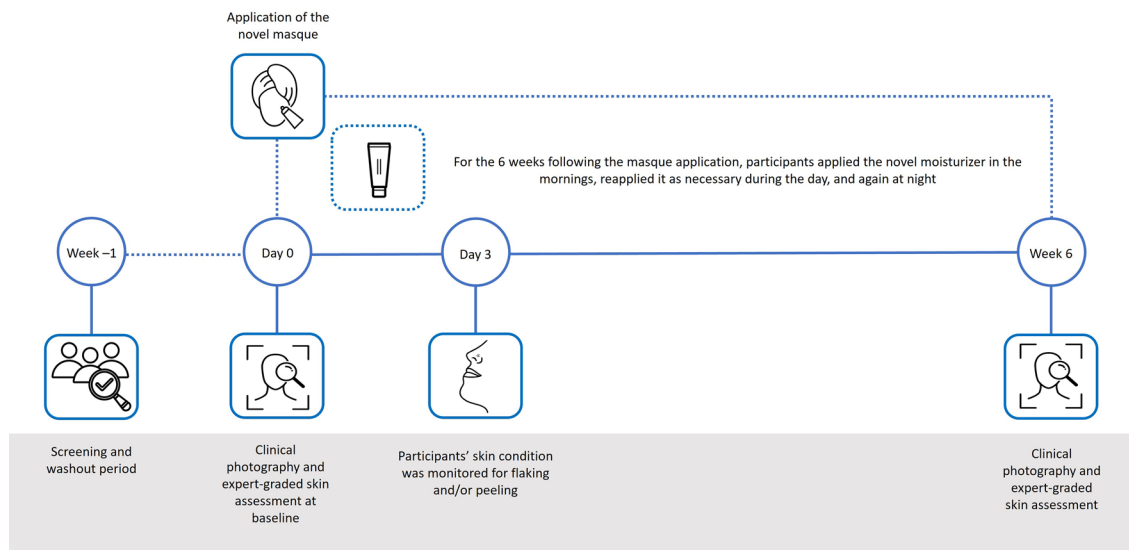 Application of the
novel masque
For the 6 weeks following the masque application, participants applied the novel moisturizer in the
mornings, reapplied it as necessary during the day, and again at night
Week –1
Day 0
Day 3
Week 6
Screening and
washout period
Clinical
photography and
expert-graded skin
assessment at
baseline
Participants’ skin condition
was monitored for flaking
and/or peeling
Clinical
photography and
expert-graded
skin assessment